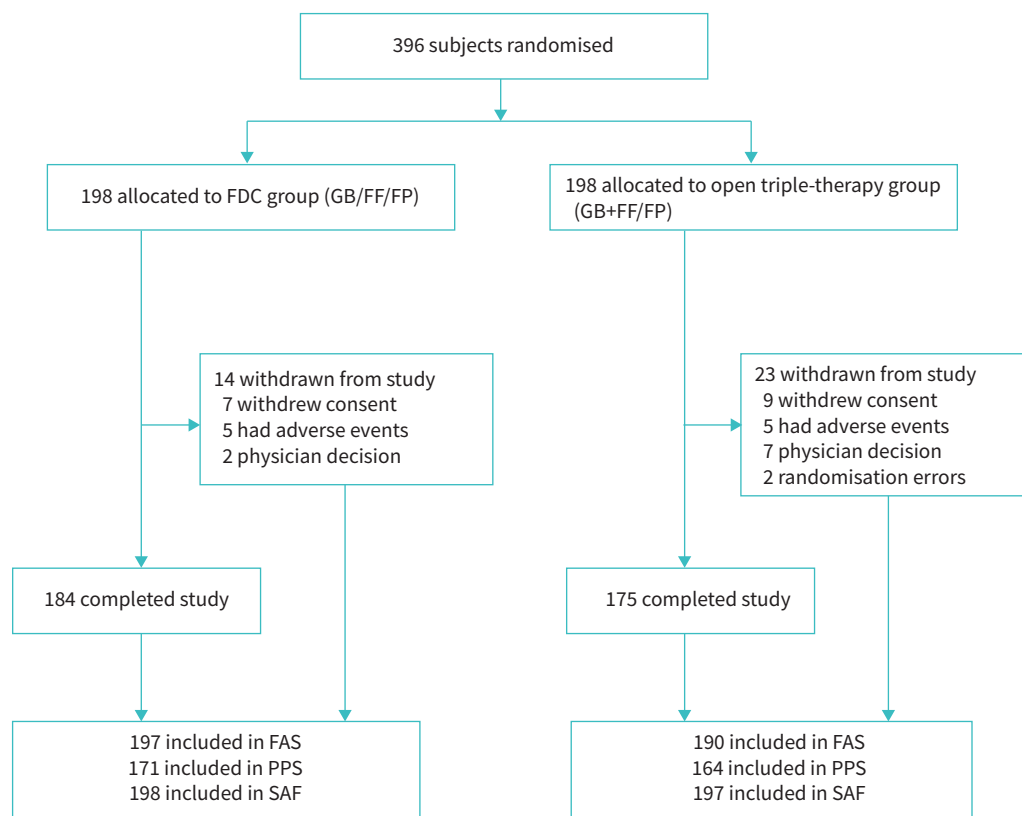 396 subjects randomised
198 allocated to FDC group (GB/FF/FP)
198 allocated to open triple-therapy group
(GB+FF/FP)
14 withdrawn from study
7 withdrew consent
5 had adverse events
2 physician decision
23 withdrawn from study
9 withdrew consent
5 had adverse events
7 physician decision
2 randomisation errors
184 completed study
175 completed study
197 included in FAS
171 included in PPS
198 included in SAF
190 included in FAS
164 included in PPS
197 included in SAF